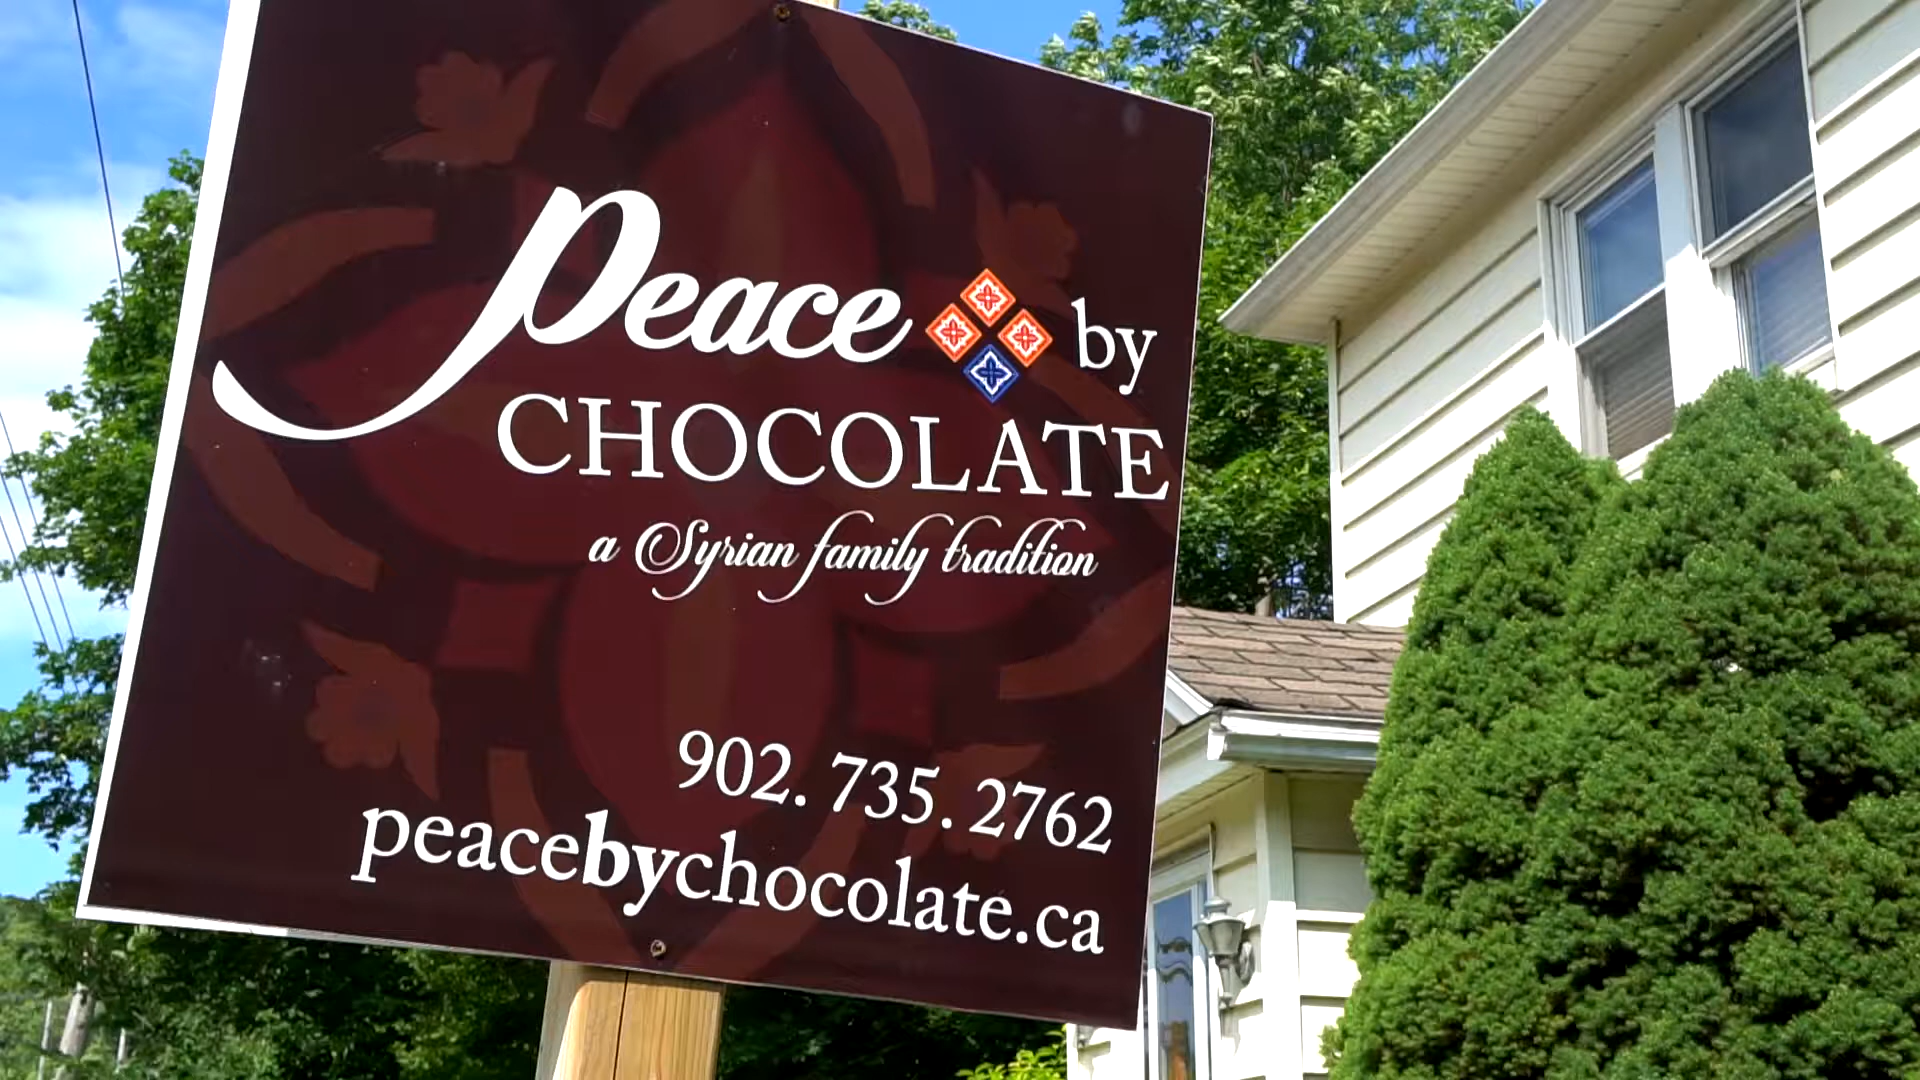 Peace by
CHOCOLATE
a Syrian family tradition
902. 735. 2762
peacebychocolate.ca